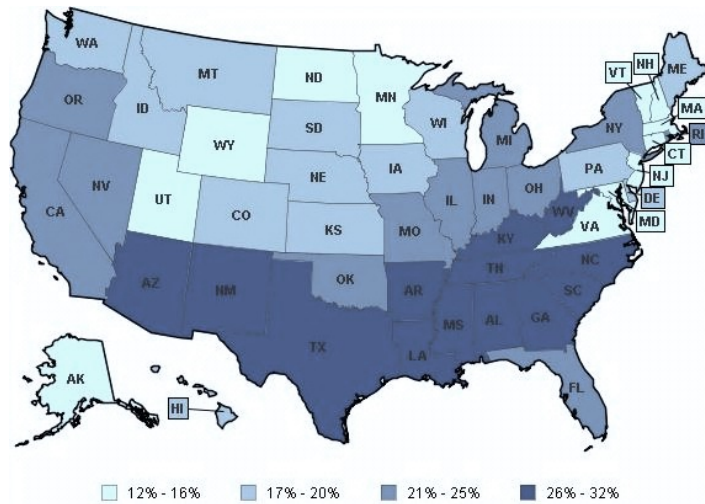 WA
MT
ND
MN
VT
NH
ME
OR
ID
SD
WI
MI
NY
MA
RI
WY
CT
NV
NE
IA
PA
NJ
UT
IL
IN
OH
DE
CA
CO
KS
MO
WV
KY
VA
MD
AZ
NM
OK
AR
TN
NC
SC
TX
LA
MS
AL
GA
FL
AK
HI
12% - 16%
17% - 20%
21% - 25%
26% - 32%